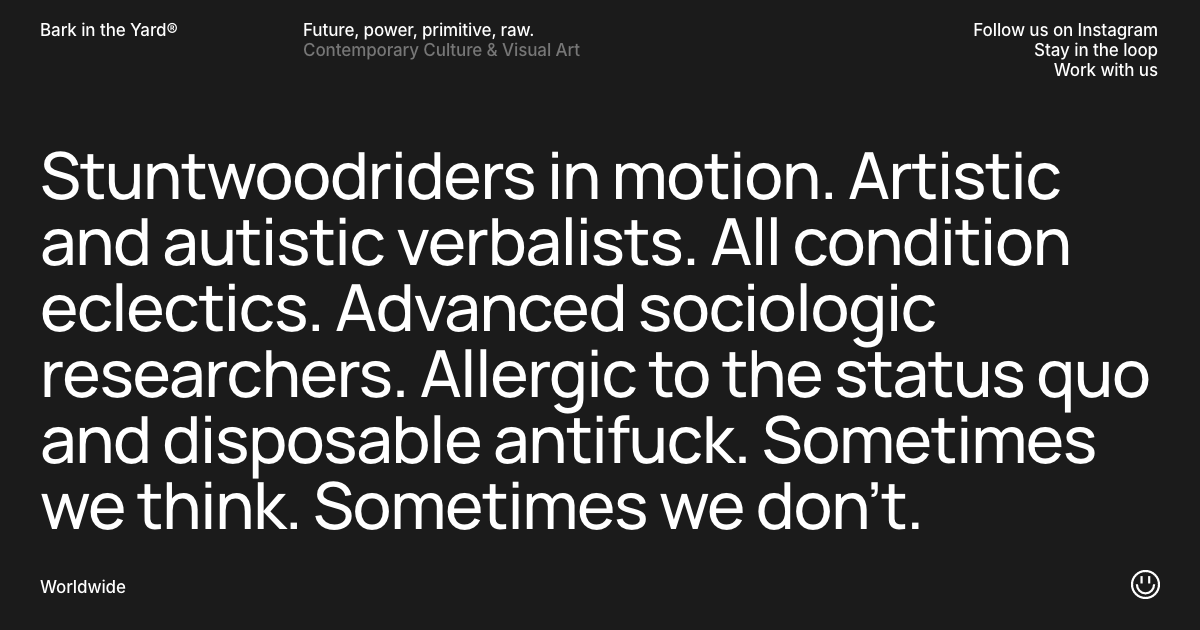 Bark in the Yard®
Future, power, primitive, raw.
Contemporary Culture & Visual Art
Follow us on Instagram
Stay in the loop
Work with us
Stuntwoodriders in motion. Artistic
and autistic verbalists. All condition
eclectics. Advanced sociologic
researchers. Allergic to the status quo
and disposable antifuck. Sometimes
we think. Sometimes we don’t.
Worldwide